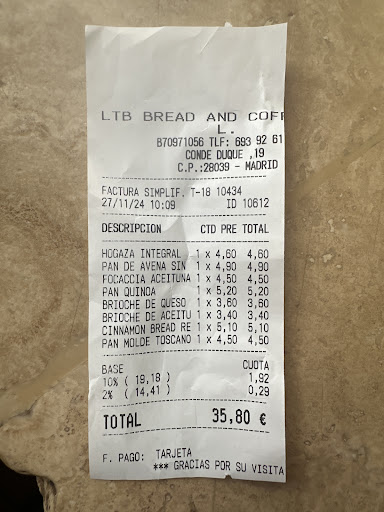 LTB BREAD AND COFF
L.
B70971056 TLF: 693 92 61
CONDE DUQUE ,19
C.P.:28039 - MADRID
FACTURA SIMPLIF. T-18 10434
27/11/24 10:09 ID 10612
DESCRIPCION CTD PRE TOTAL
HOGAZA INTEGRAL 1 x 4,60 4,60
PAN DE AVENA SIN 1 x 4,90 4,90
FOCACCIA ACEITUNA 1 x 4,50 4,50
PAN QUINOA 1 x 5,20 5,20
BRIOCHE DE QUESO 1 x 3,60 3,60
BRIOCHE DE ACEITU 1 x 3,40 3,40
CINNAMON BREAD RE 1 x 5,10 5,10
PAN MOLDE TOSCANO 1 x 4,50 4,50
BASE CUOTA
10% ( 19,18 ) 1,92
2% ( 14,41 ) 0,29
TOTAL 35,80 €
F. PAGO: TARJETA
*** GRACIAS POR SU VISITA